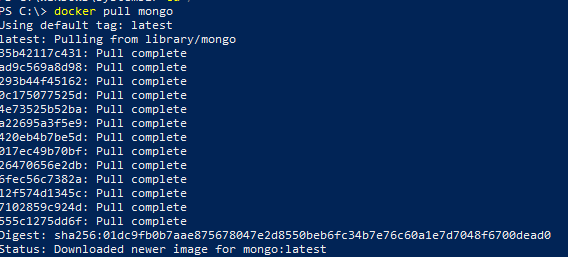 PS C:\> docker pull mongo
Using default tag: latest
latest: Pulling from library/mongo
35b42117c431: Pull complete
ad9c569a8d98: Pull complete
293b44f45162: Pull complete
0c175077525d: Pull complete
4e73525b52ba: Pull complete
a22695a3f5e9: Pull complete
420eb4b7be5d: Pull complete
017ec49b70bf: Pull complete
26470656e2db: Pull complete
6fec56c7382a: Pull complete
12f574d1345c: Pull complete
7102859c924d: Pull complete
555c1275dd6f: Pull complete
Digest: sha256:01dc9fb0b7aae875678047e2d8550beb6fc34b7e76c60a1e7d7048f6700dead0
Status: Downloaded newer image for mongo:latest